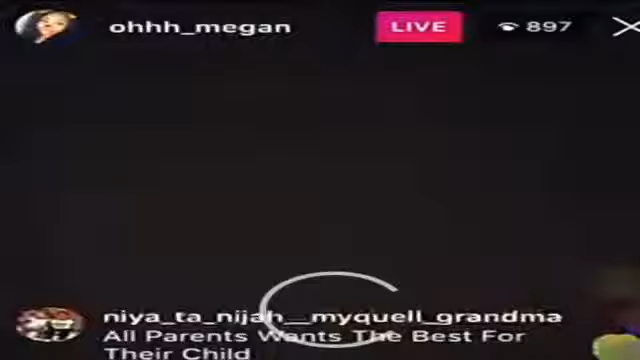 ohhh_megan
LIVE
897
niya_ta_nijah__myquell_grandma
All Parents Wants The Best For
Their Child